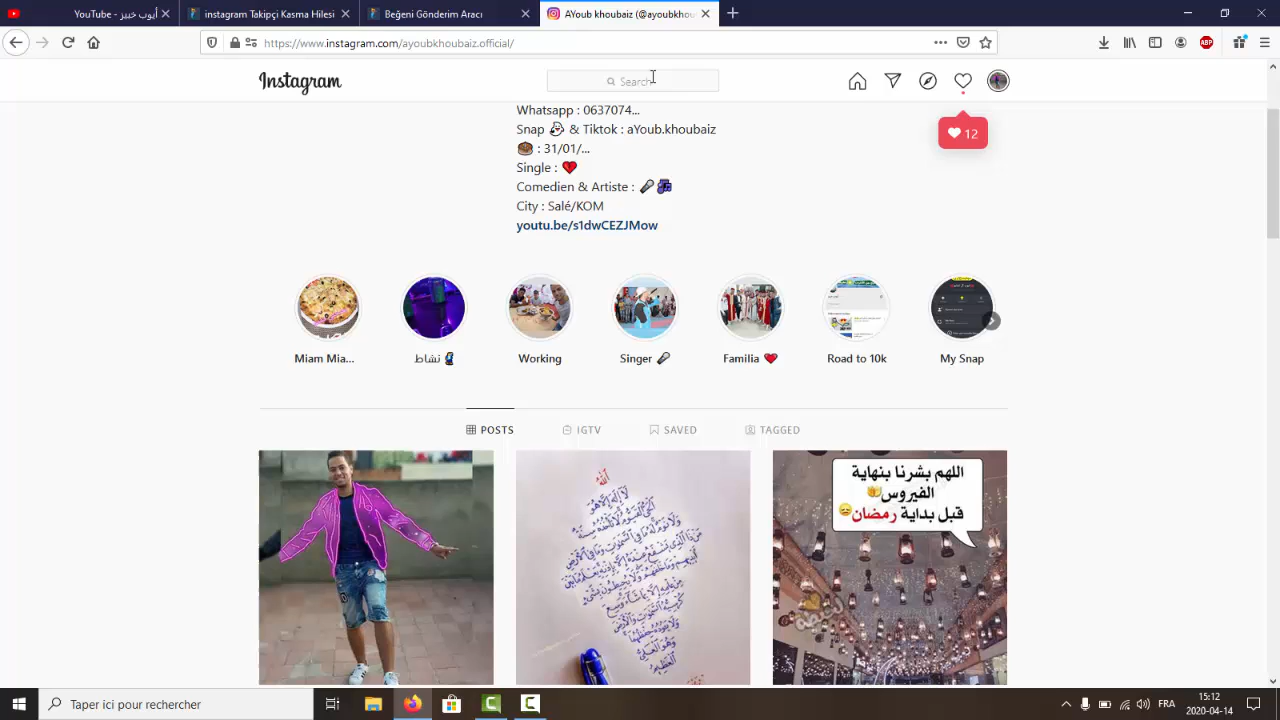 YouTube - أيوب خبيز
instagram Takipçi Kasma Hilesi
Beğeni Gönderim Aracı
AYoub khoubaiz (@ayoubkhou
https://www.instagram.com/ayoubkhoubaiz.official/
ABP
Instagram
Search
Whatsapp : 0637074...
Snap 👻 & Tiktok : aYoub.khoubaiz
12
🎂 : 31/01/...
Single : 💔
Comedien & Artiste : 🎤 🎶
City : Salé/KOM
youtu.be/s1dwCEZJMow
Miam Mia...
نشاط
Working
Singer 🎤
Familia ❤️
Road to 10k
My Snap
POSTS
IGTV
SAVED
TAGGED
اللهم بشرنا بنهاية
الفيروس
قبل بداية رمضان
الله
Taper ici pour rechercher
FRA
15:12
2020-04-14